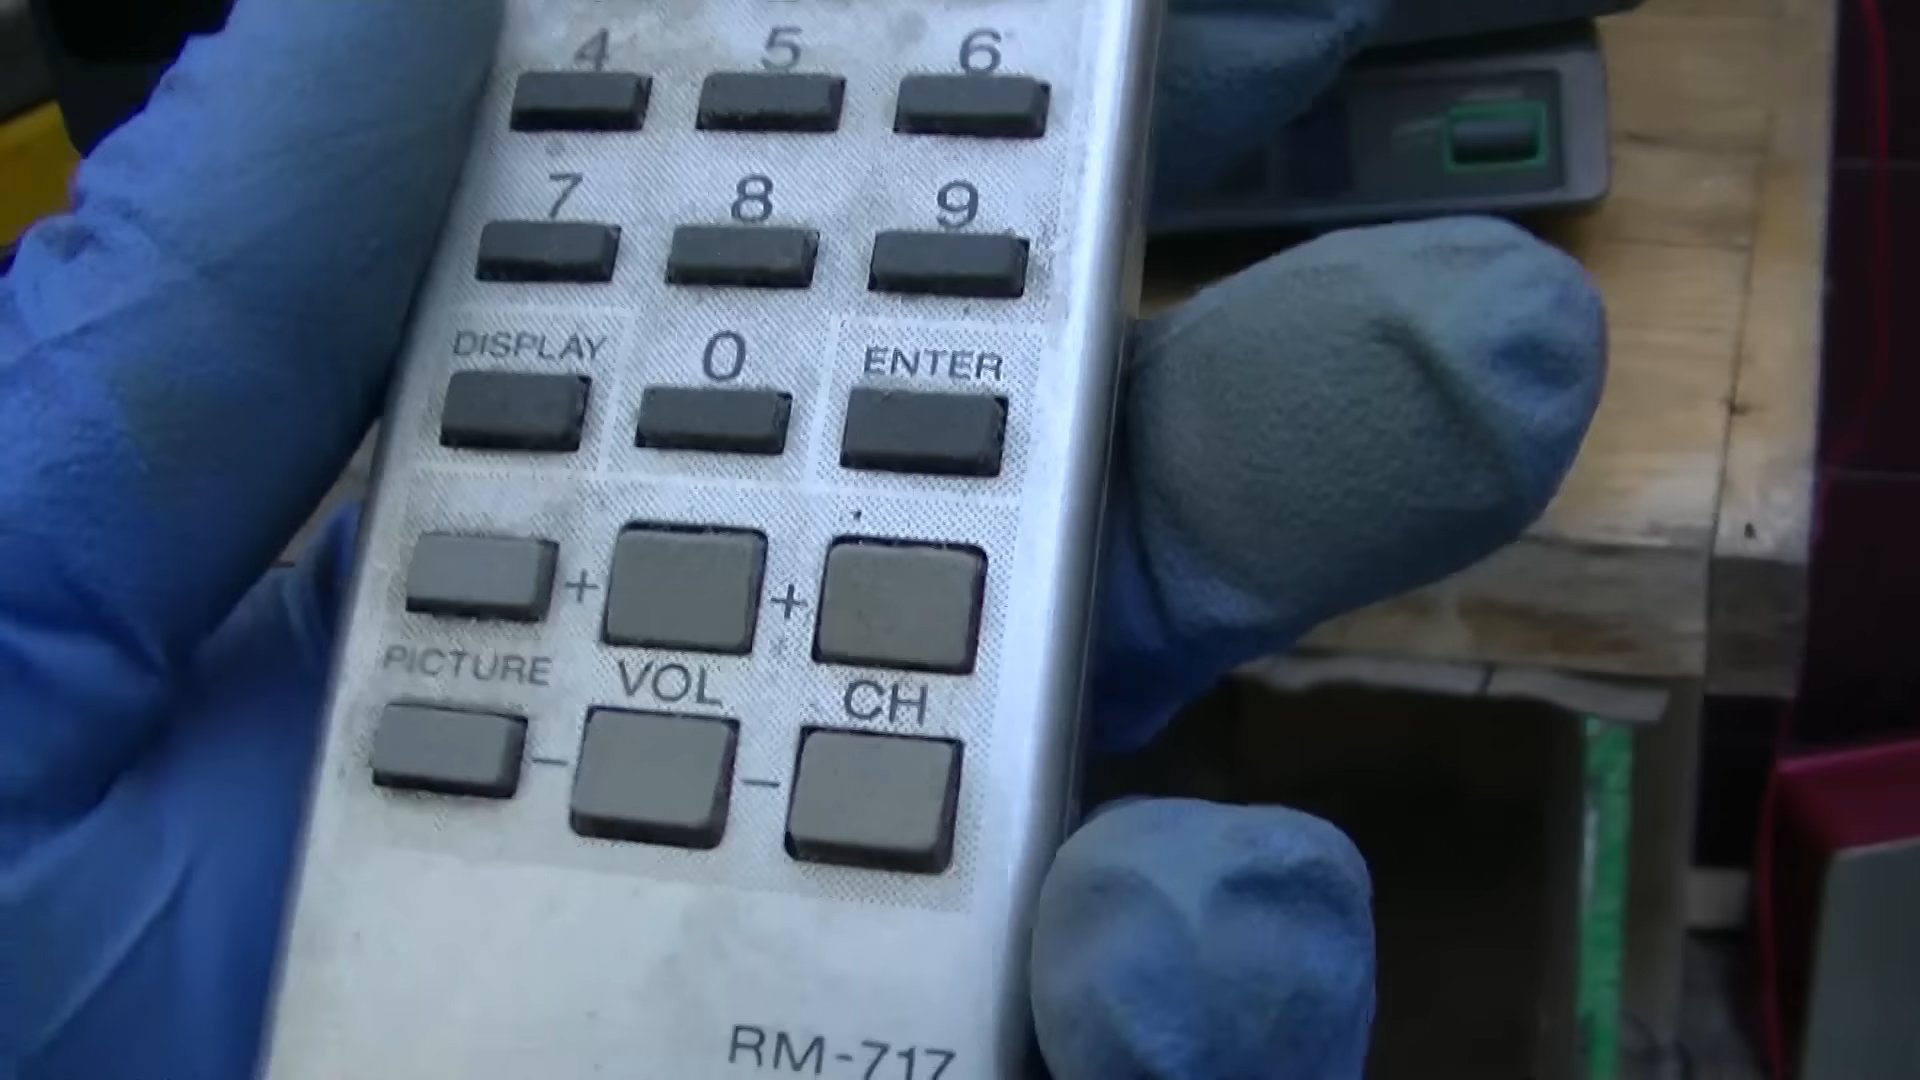 4 5 6
7 8 9
DISPLAY 0 ENTER
+ +
PICTURE VOL CH
- -
RM-717